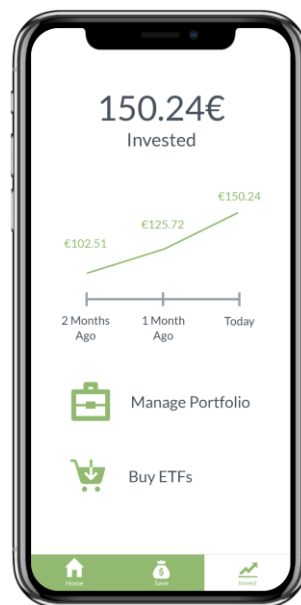 150.24€
Invested
€150.24
€125.72
€102.51
2 Months
Ago
1 Month
Ago
Today
Manage Portfolio
Buy ETFs
Home
Save
Invest